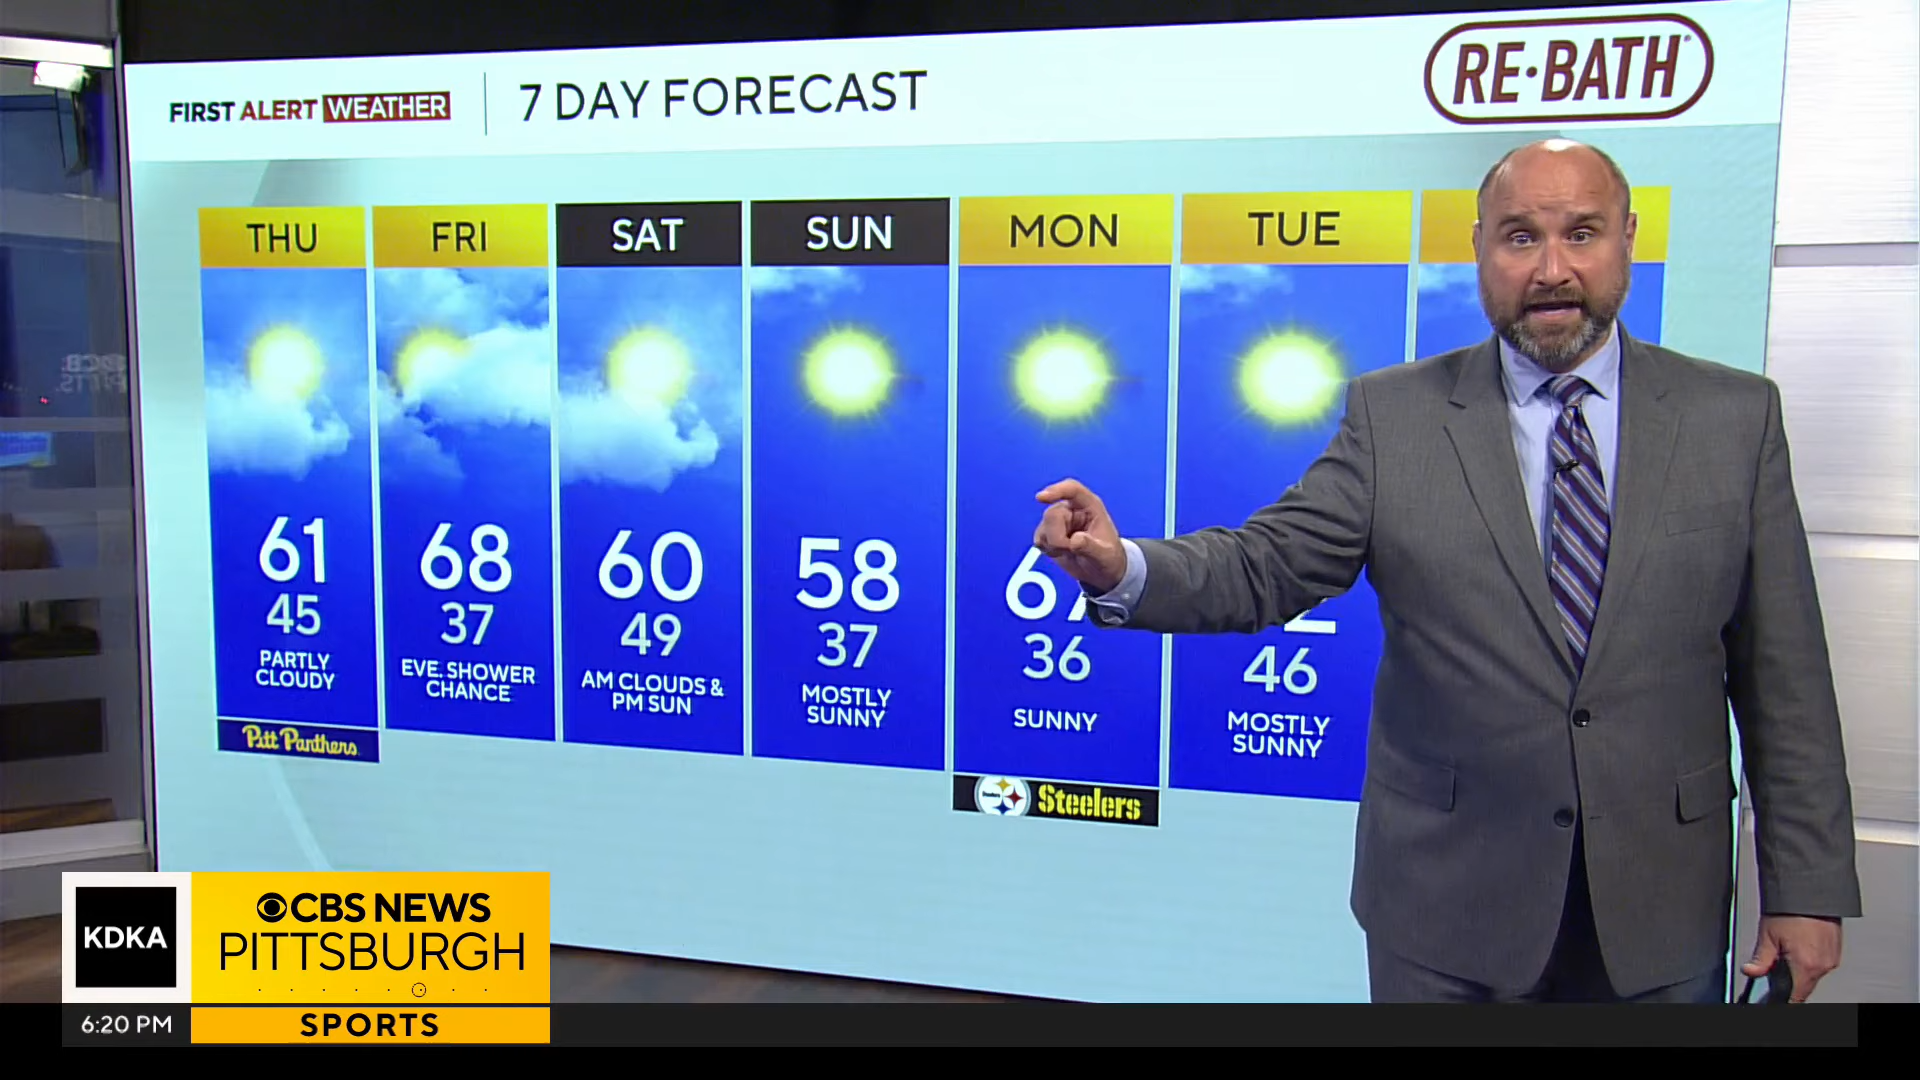 FIRST ALERT WEATHER
7 DAY FORECAST
RE·BATH®
THU
FRI
SAT
SUN
MON
TUE
61
45
PARTLY
CLOUDY
Pitt Panthers
68
37
EVE. SHOWER
CHANCE
60
49
AM CLOUDS &
PM SUN
58
37
MOSTLY
SUNNY
36
SUNNY
Steelers
46
MOSTLY
SUNNY
KDKA
CBS NEWS
PITTSBURGH
6:20 PM
SPORTS